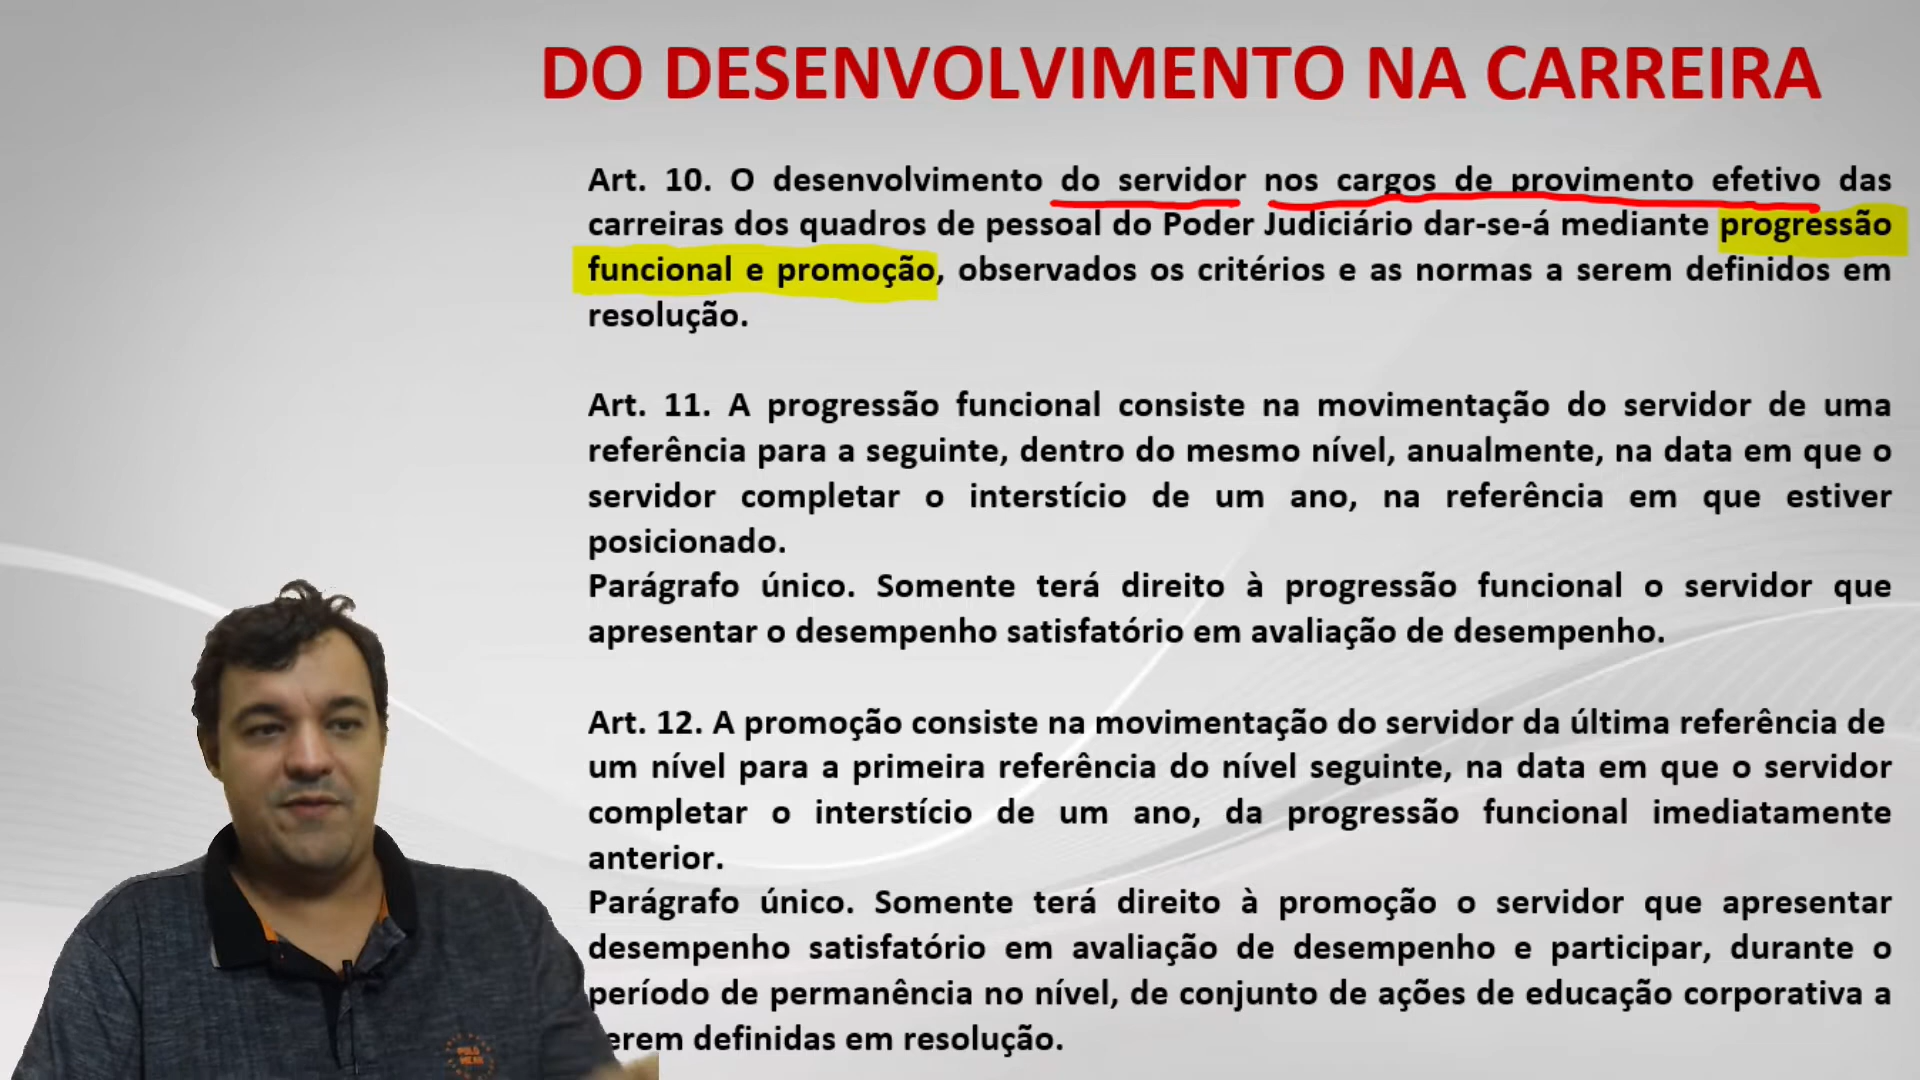 DO DESENVOLVIMENTO NA CARREIRA
Art. 10. O desenvolvimento do servidor nos cargos de provimento efetivo das
carreiras dos quadros de pessoal do Poder Judiciário dar-se-á mediante progressão
funcional e promoção, observados os critérios e as normas a serem definidos em
resolução.
Art. 11. A progressão funcional consiste na movimentação do servidor de uma
referência para a seguinte, dentro do mesmo nível, anualmente, na data em que o
servidor completar o interstício de um ano, na referência em que estiver
posicionado.
Parágrafo único. Somente terá direito à progressão funcional o servidor que
apresentar o desempenho satisfatório em avaliação de desempenho.
Art. 12. A promoção consiste na movimentação do servidor da última referência de
um nível para a primeira referência do nível seguinte, na data em que o servidor
completar o interstício de um ano, da progressão funcional imediatamente
anterior.
Parágrafo único. Somente terá direito à promoção o servidor que apresentar
desempenho satisfatório em avaliação de desempenho e participar, durante o
período de permanência no nível, de conjunto de ações de educação corporativa a
erem definidas em resolução.